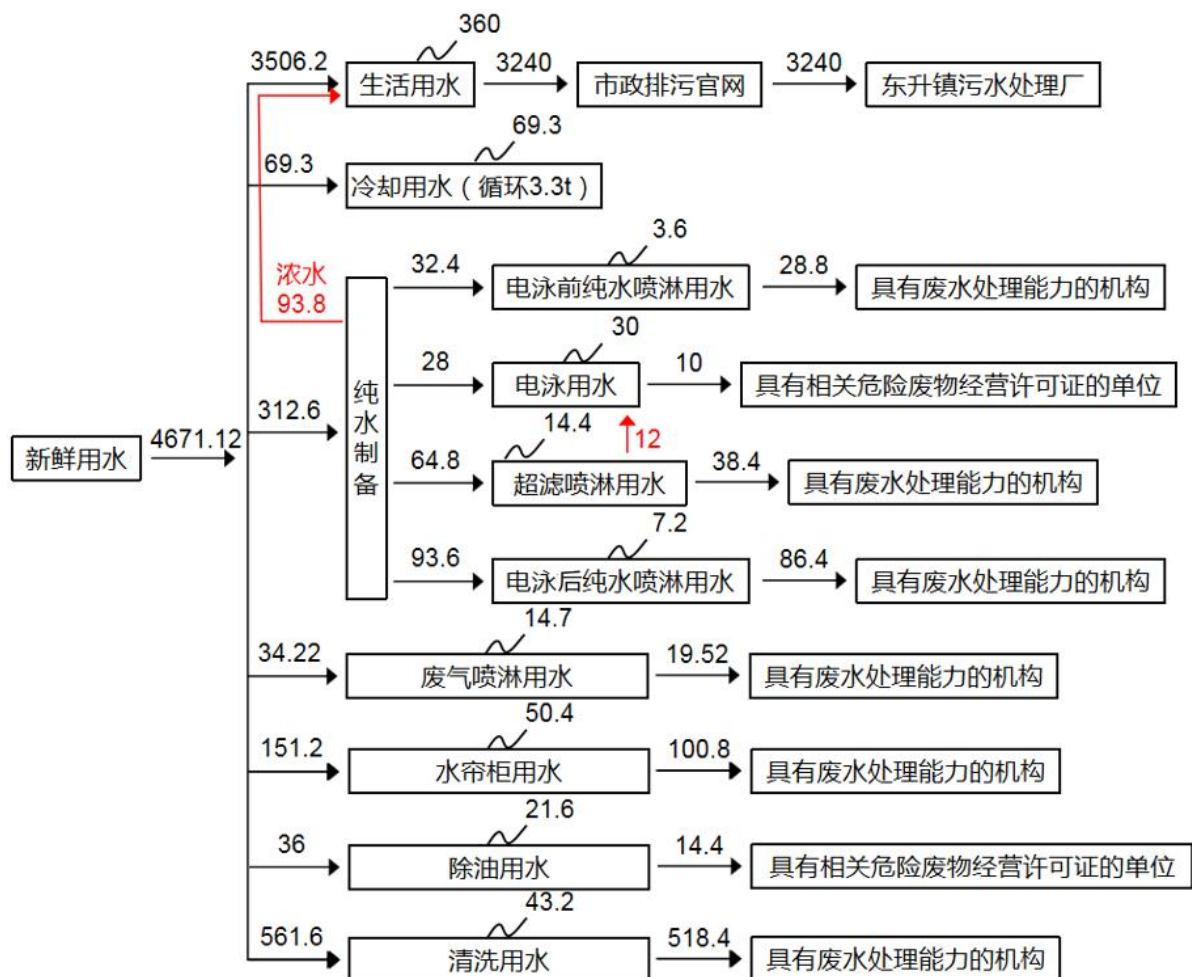 360
3506.2
生活用水
3240
市政排污官网
3240
东升镇污水处理厂
69.3
69.3
冷却用水（循环3.3t）
浓水
93.8
3.6
32.4
电泳前纯水喷淋用水
28.8
具有废水处理能力的机构
30
28
电泳用水
10
具有相关危险废物经营许可证的单位
新鲜用水
4671.12
312.6
纯水制备
14.4
12
64.8
超滤喷淋用水
38.4
具有废水处理能力的机构
7.2
93.6
电泳后纯水喷淋用水
86.4
具有废水处理能力的机构
14.7
34.22
废气喷淋用水
19.52
具有废水处理能力的机构
50.4
151.2
水帘柜用水
100.8
具有废水处理能力的机构
21.6
36
除油用水
14.4
具有相关危险废物经营许可证的单位
43.2
561.6
清洗用水
518.4
具有废水处理能力的机构